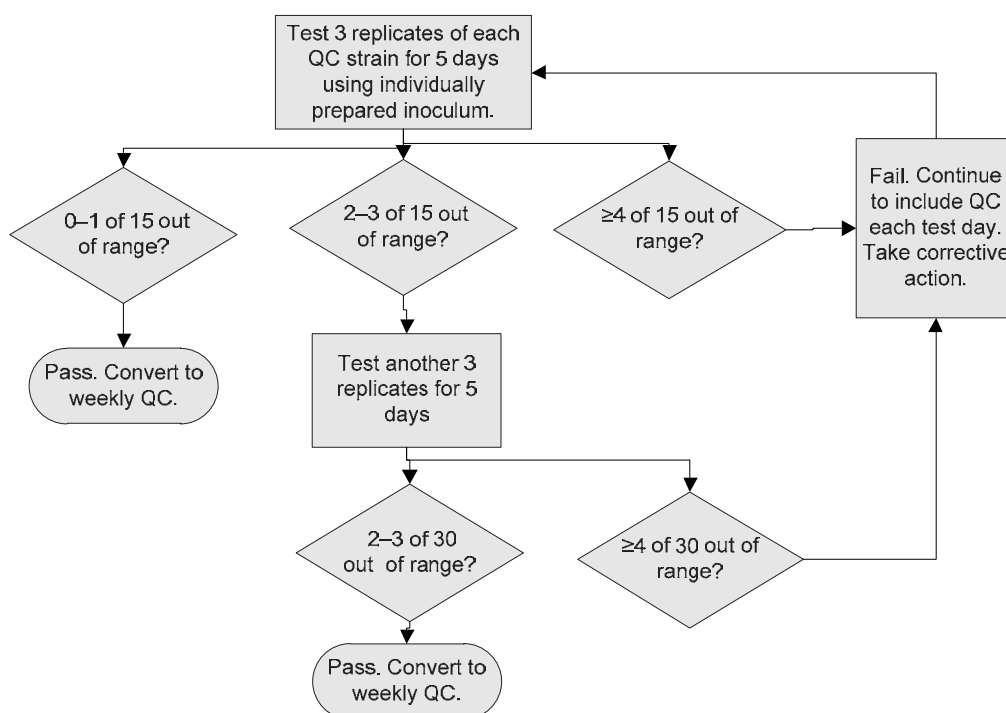 Test 3 replicates of each
QC strain for 5 days
using individually
prepared inoculum.
0–1 of 15 out
of range?
2–3 of 15 out
of range?
≥4 of 15 out of
range?
Fail. Continue
to include QC
each test day.
Take corrective
action.
Pass. Convert to
weekly QC.
Test another 3
replicates for 5
days
2–3 of 30
out of range?
≥4 of 30 out of
range?
Pass. Convert to
weekly QC.